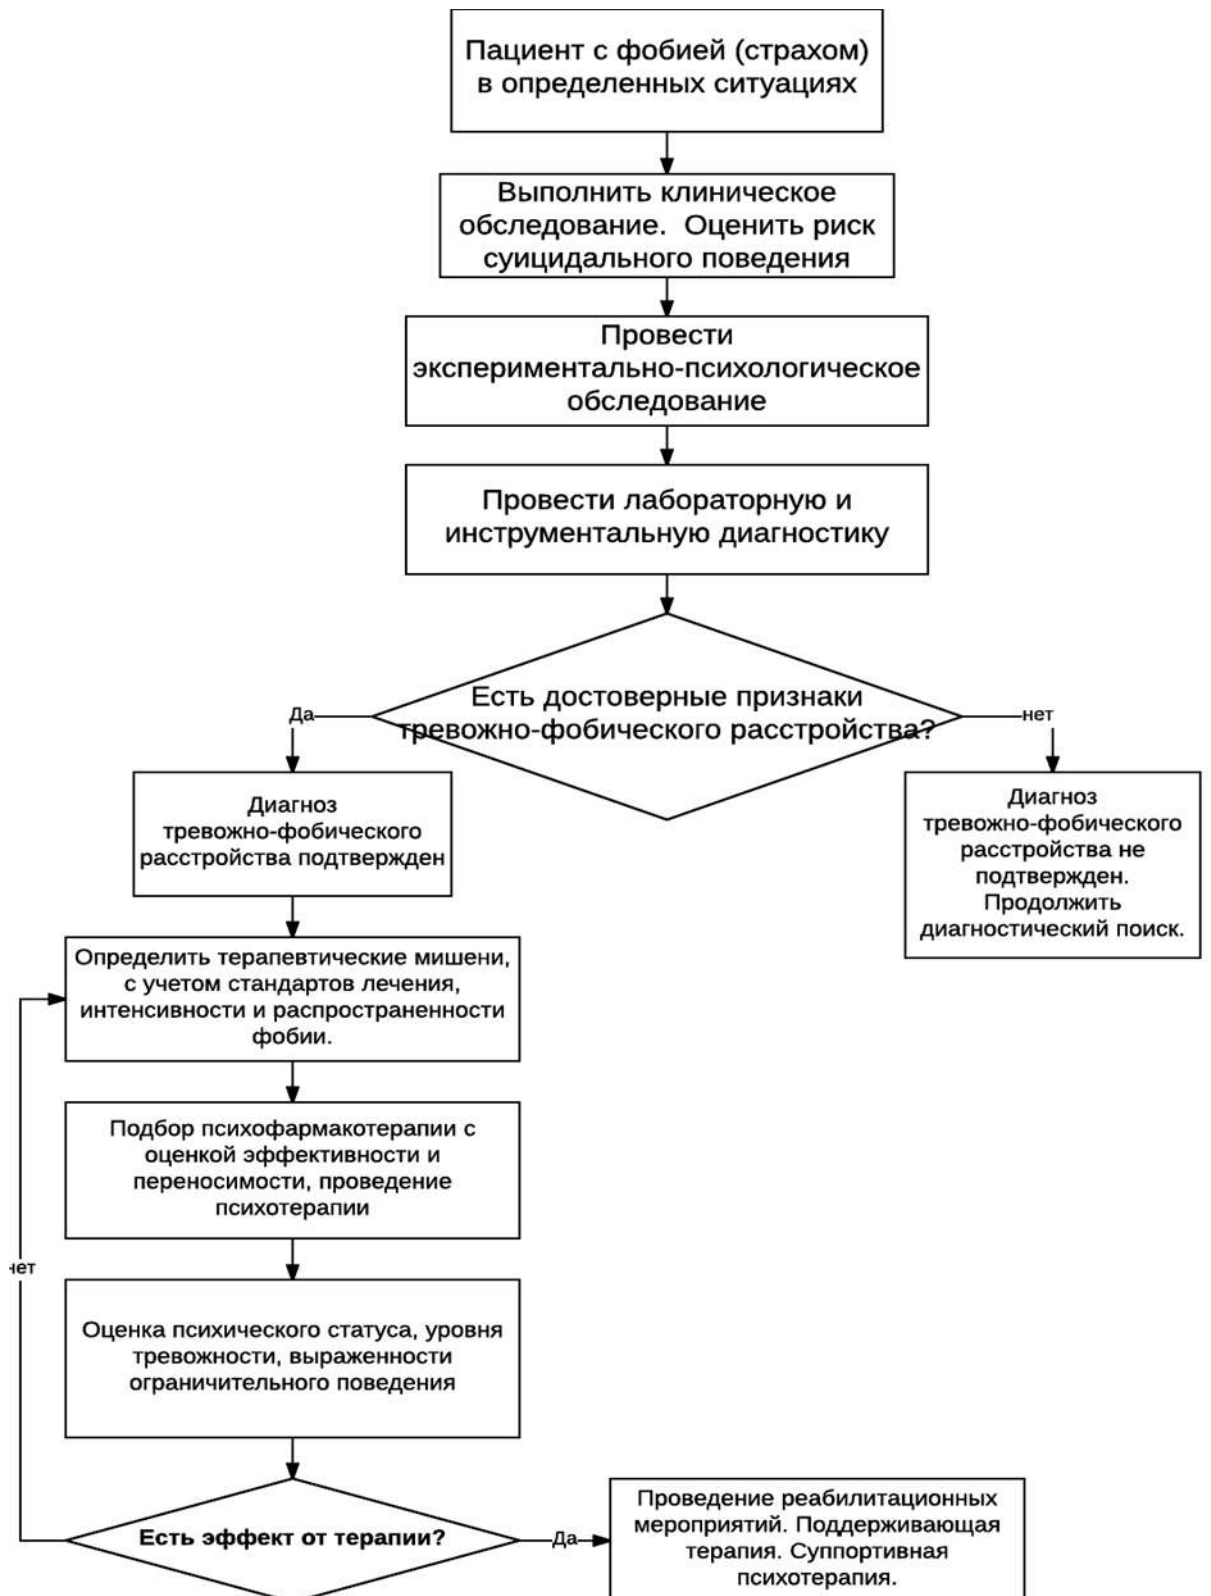 Пациент с фобией (страхом)
в определенных ситуациях
Выполнить клиническое
обследование. Оценить риск
суицидального поведения
Провести
экспериментально-психологическое
обследование
Провести лабораторную и
инструментальную диагностику
Есть достоверные признаки
тревожно-фобического расстройства?
Да
нет
Диагноз
тревожно-фобического
расстройства подтвержден
Диагноз
тревожно-фобического
расстройства не
подтвержден.
Продолжить
диагностический поиск.
Определить терапевтические мишени,
с учетом стандартов лечения,
интенсивности и распространенности
фобии.
Подбор психофармакотерапии с
оценкой эффективности и
переносимости, проведение
психотерапии
нет
Оценка психического статуса, уровня
тревожности, выраженности
ограничительного поведения
Есть эффект от терапии?
Да
Проведение реабилитационных
мероприятий. Поддерживающая
терапия. Суппортивная
психотерапия.